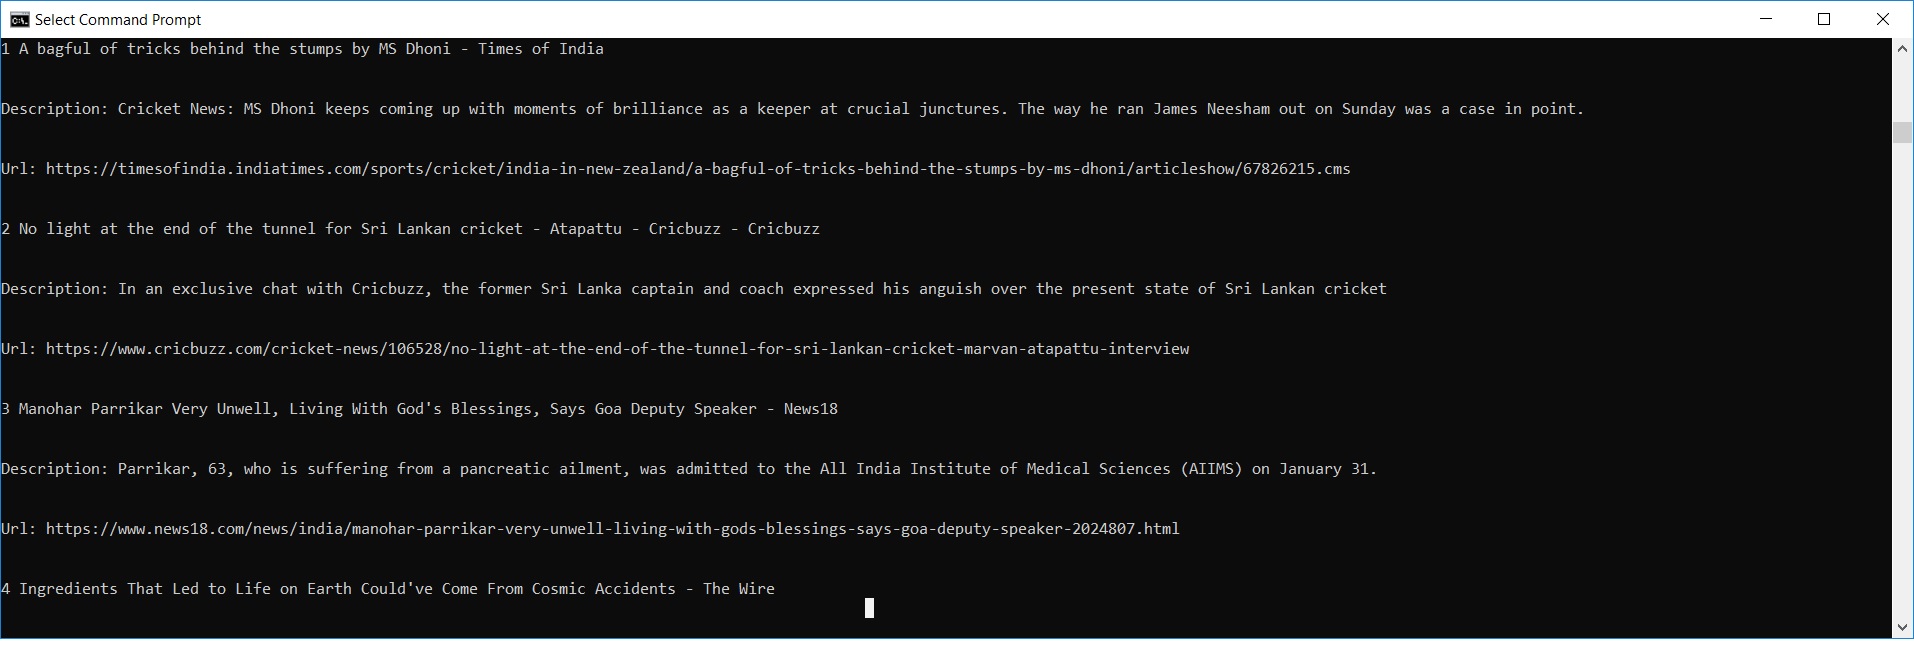 Select Command Prompt
1 A bagful of tricks behind the stumps by MS Dhoni - Times of India
Description: Cricket News: MS Dhoni keeps coming up with moments of brilliance as a keeper at crucial junctures. The way he ran James Neesham out on Sunday was a case in point.
Url: https://timesofindia.indiatimes.com/sports/cricket/india-in-new-zealand/a-bagful-of-tricks-behind-the-stumps-by-ms-dhoni/articleshow/67826215.cms
2 No light at the end of the tunnel for Sri Lankan cricket - Atapattu - Cricbuzz - Cricbuzz
Description: In an exclusive chat with Cricbuzz, the former Sri Lanka captain and coach expressed his anguish over the present state of Sri Lankan cricket
Url: https://www.cricbuzz.com/cricket-news/106528/no-light-at-the-end-of-the-tunnel-for-sri-lankan-cricket-marvan-atapattu-interview
3 Manohar Parrikar Very Unwell, Living With God's Blessings, Says Goa Deputy Speaker - News18
Description: Parrikar, 63, who is suffering from a pancreatic ailment, was admitted to the All India Institute of Medical Sciences (AIIMS) on January 31.
Url: https://www.news18.com/news/india/manohar-parrikar-very-unwell-living-with-gods-blessings-says-goa-deputy-speaker-2024807.html
4 Ingredients That Led to Life on Earth Could've Come From Cosmic Accidents - The Wire